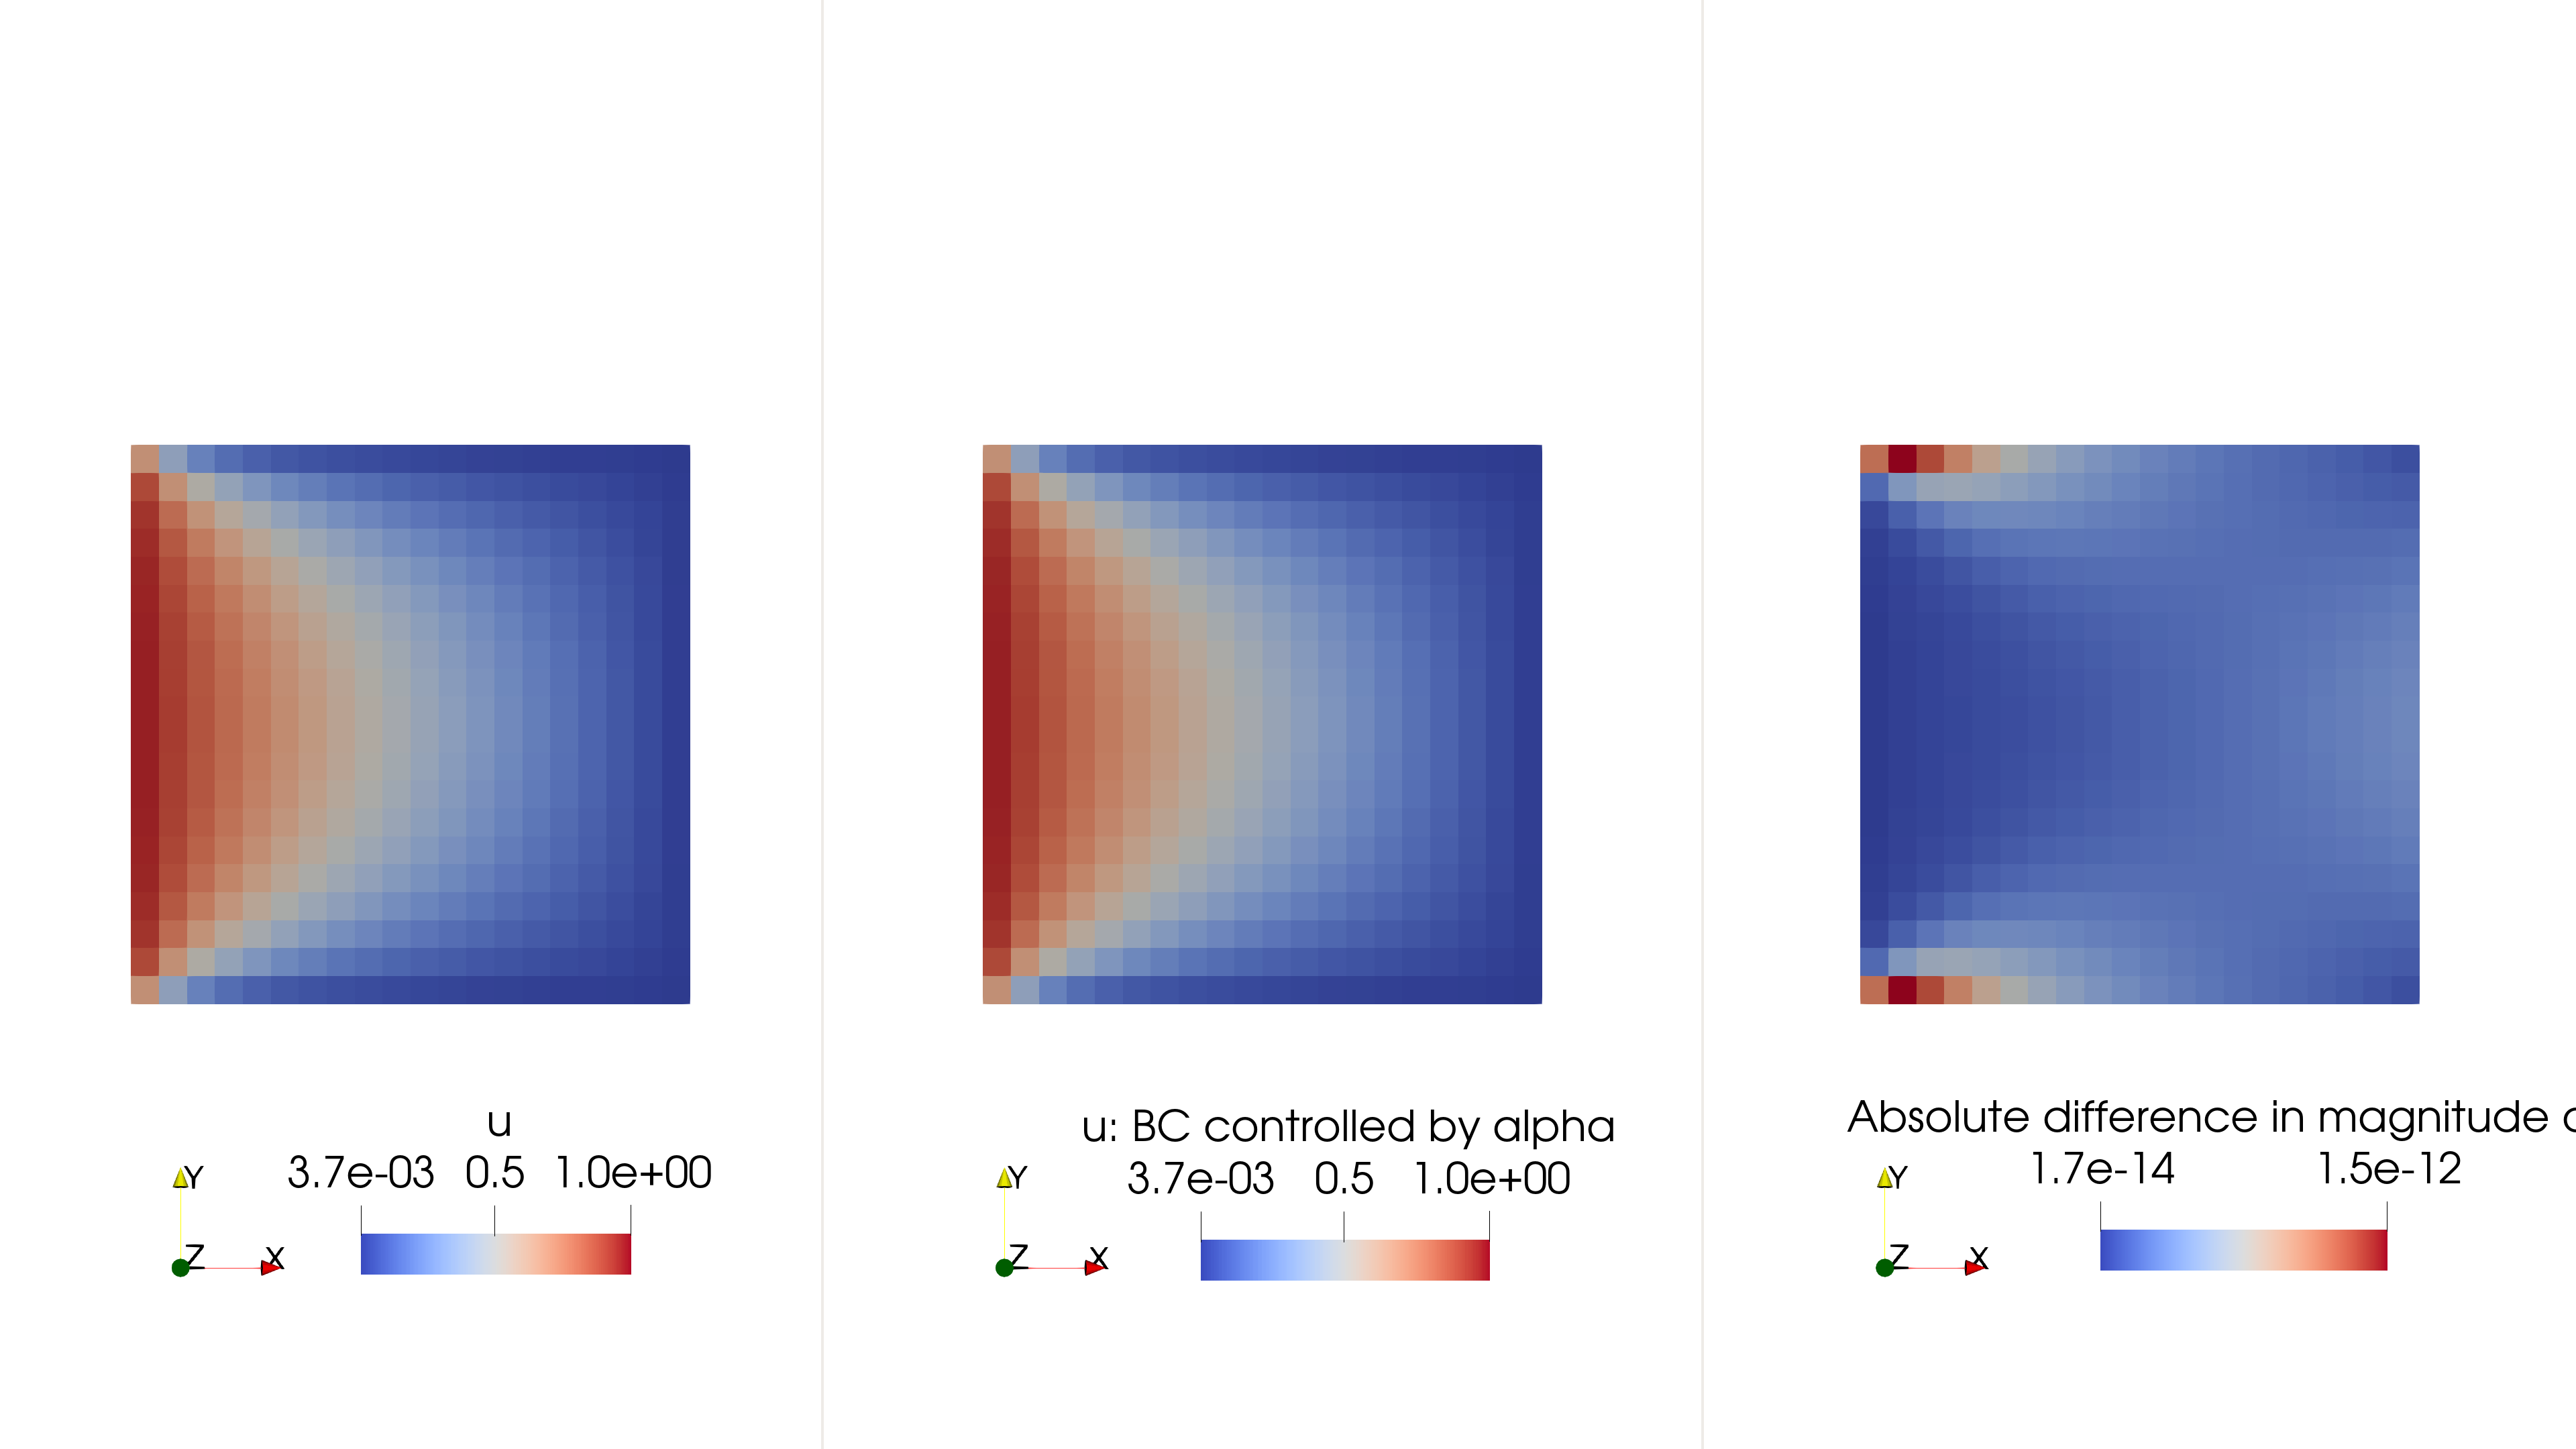 u
3.7e-03 0.5 1.0e+00
Y
Z X
u: BC controlled by alpha
3.7e-03 0.5 1.0e+00
Y
Z X
Absolute difference in magnitude
1.7e-14 1.5e-12
Y
Z X